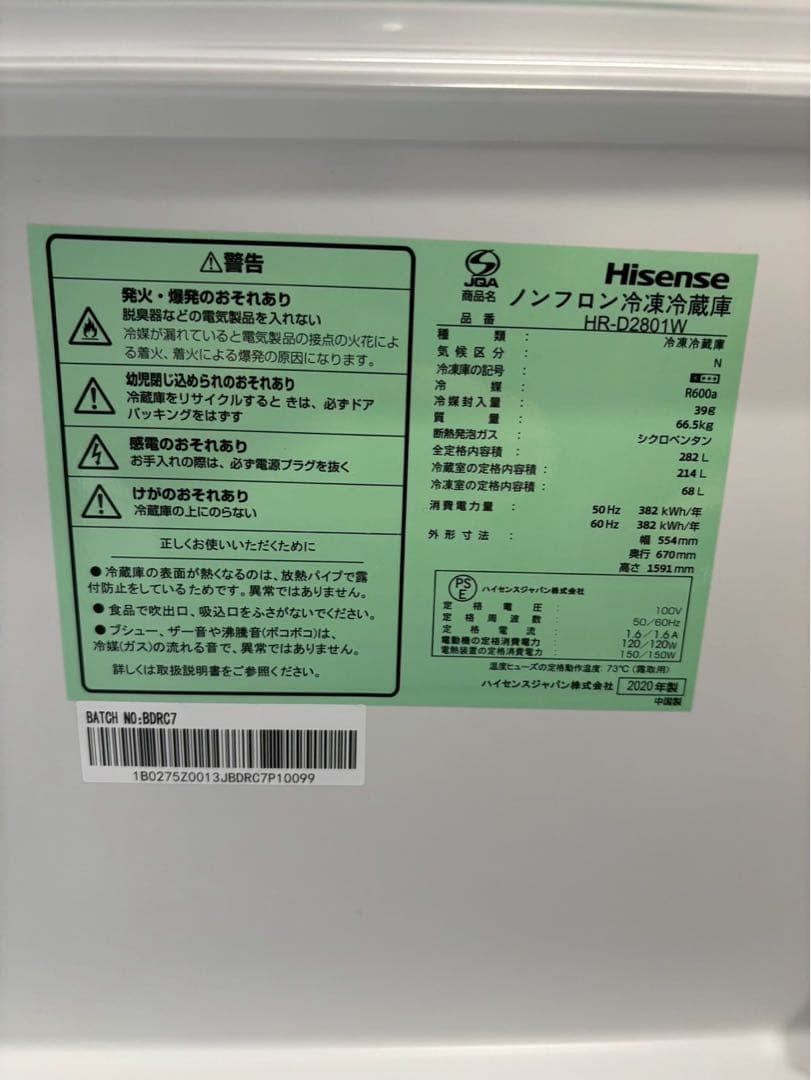 ⚠警告
発火・爆発のおそれあり
脱臭器などの電気製品を入れない
冷媒が漏れていると電気製品の接点の火花によ
る着火、着火による爆発の原因になります。
幼児閉じ込められのおそれあり
冷蔵庫をリサイクルすると きは、必ずドア
パッキングをはずす
感電のおそれあり
お手入れの際は、必ず電源プラグを抜く
けがのおそれあり
冷蔵庫の上にのらない
正しくお使いいただくために
●冷蔵庫の表面が熱くなるのは、放熱パイプで露
付防止をしているためです。異常ではありません。
●食品で吹出口、吸込口をふさがないでください。
●ブシュー、ザー音や沸騰音(ボコボコ)は、
冷媒(ガス)の流れる音で、異常ではありません。
詳しくは取扱説明書をご参照ください。
JQA
Hisense
商品名 ノンフロン冷凍冷蔵庫
品番 HR-D2801W
種類 : 冷凍冷蔵庫
気候区分 : N
冷凍庫の記号 :
冷媒 : R600a
冷媒封入量 : 39g
質量 : 66.5kg
断熱発泡ガス : シクロペンタン
全定格内容積 : 282 L
冷蔵室の定格内容積 : 214 L
冷凍室の定格内容積 : 68 L
消費電力量 : 50 Hz 382 kWh/年
60 Hz 382 kWh/年
外形寸法 : 幅 554mm
奥行 670mm
高さ 1591mm
PSE ハイセンスジャパン株式会社
定格電圧 : 100V
定格周波数 : 50/60Hz
定格電流 : 1.6/1.6A
電動機の定格消費電力 : 120/120W
電熱装置の定格消費電力 : 150/150W
温度ヒューズの定格動作温度 : 73℃(霜取用)
ハイセンスジャパン株式会社 2020年製
中国製
BATCH NO:BDRC7
1B0275Z0013JBDRC7P10099